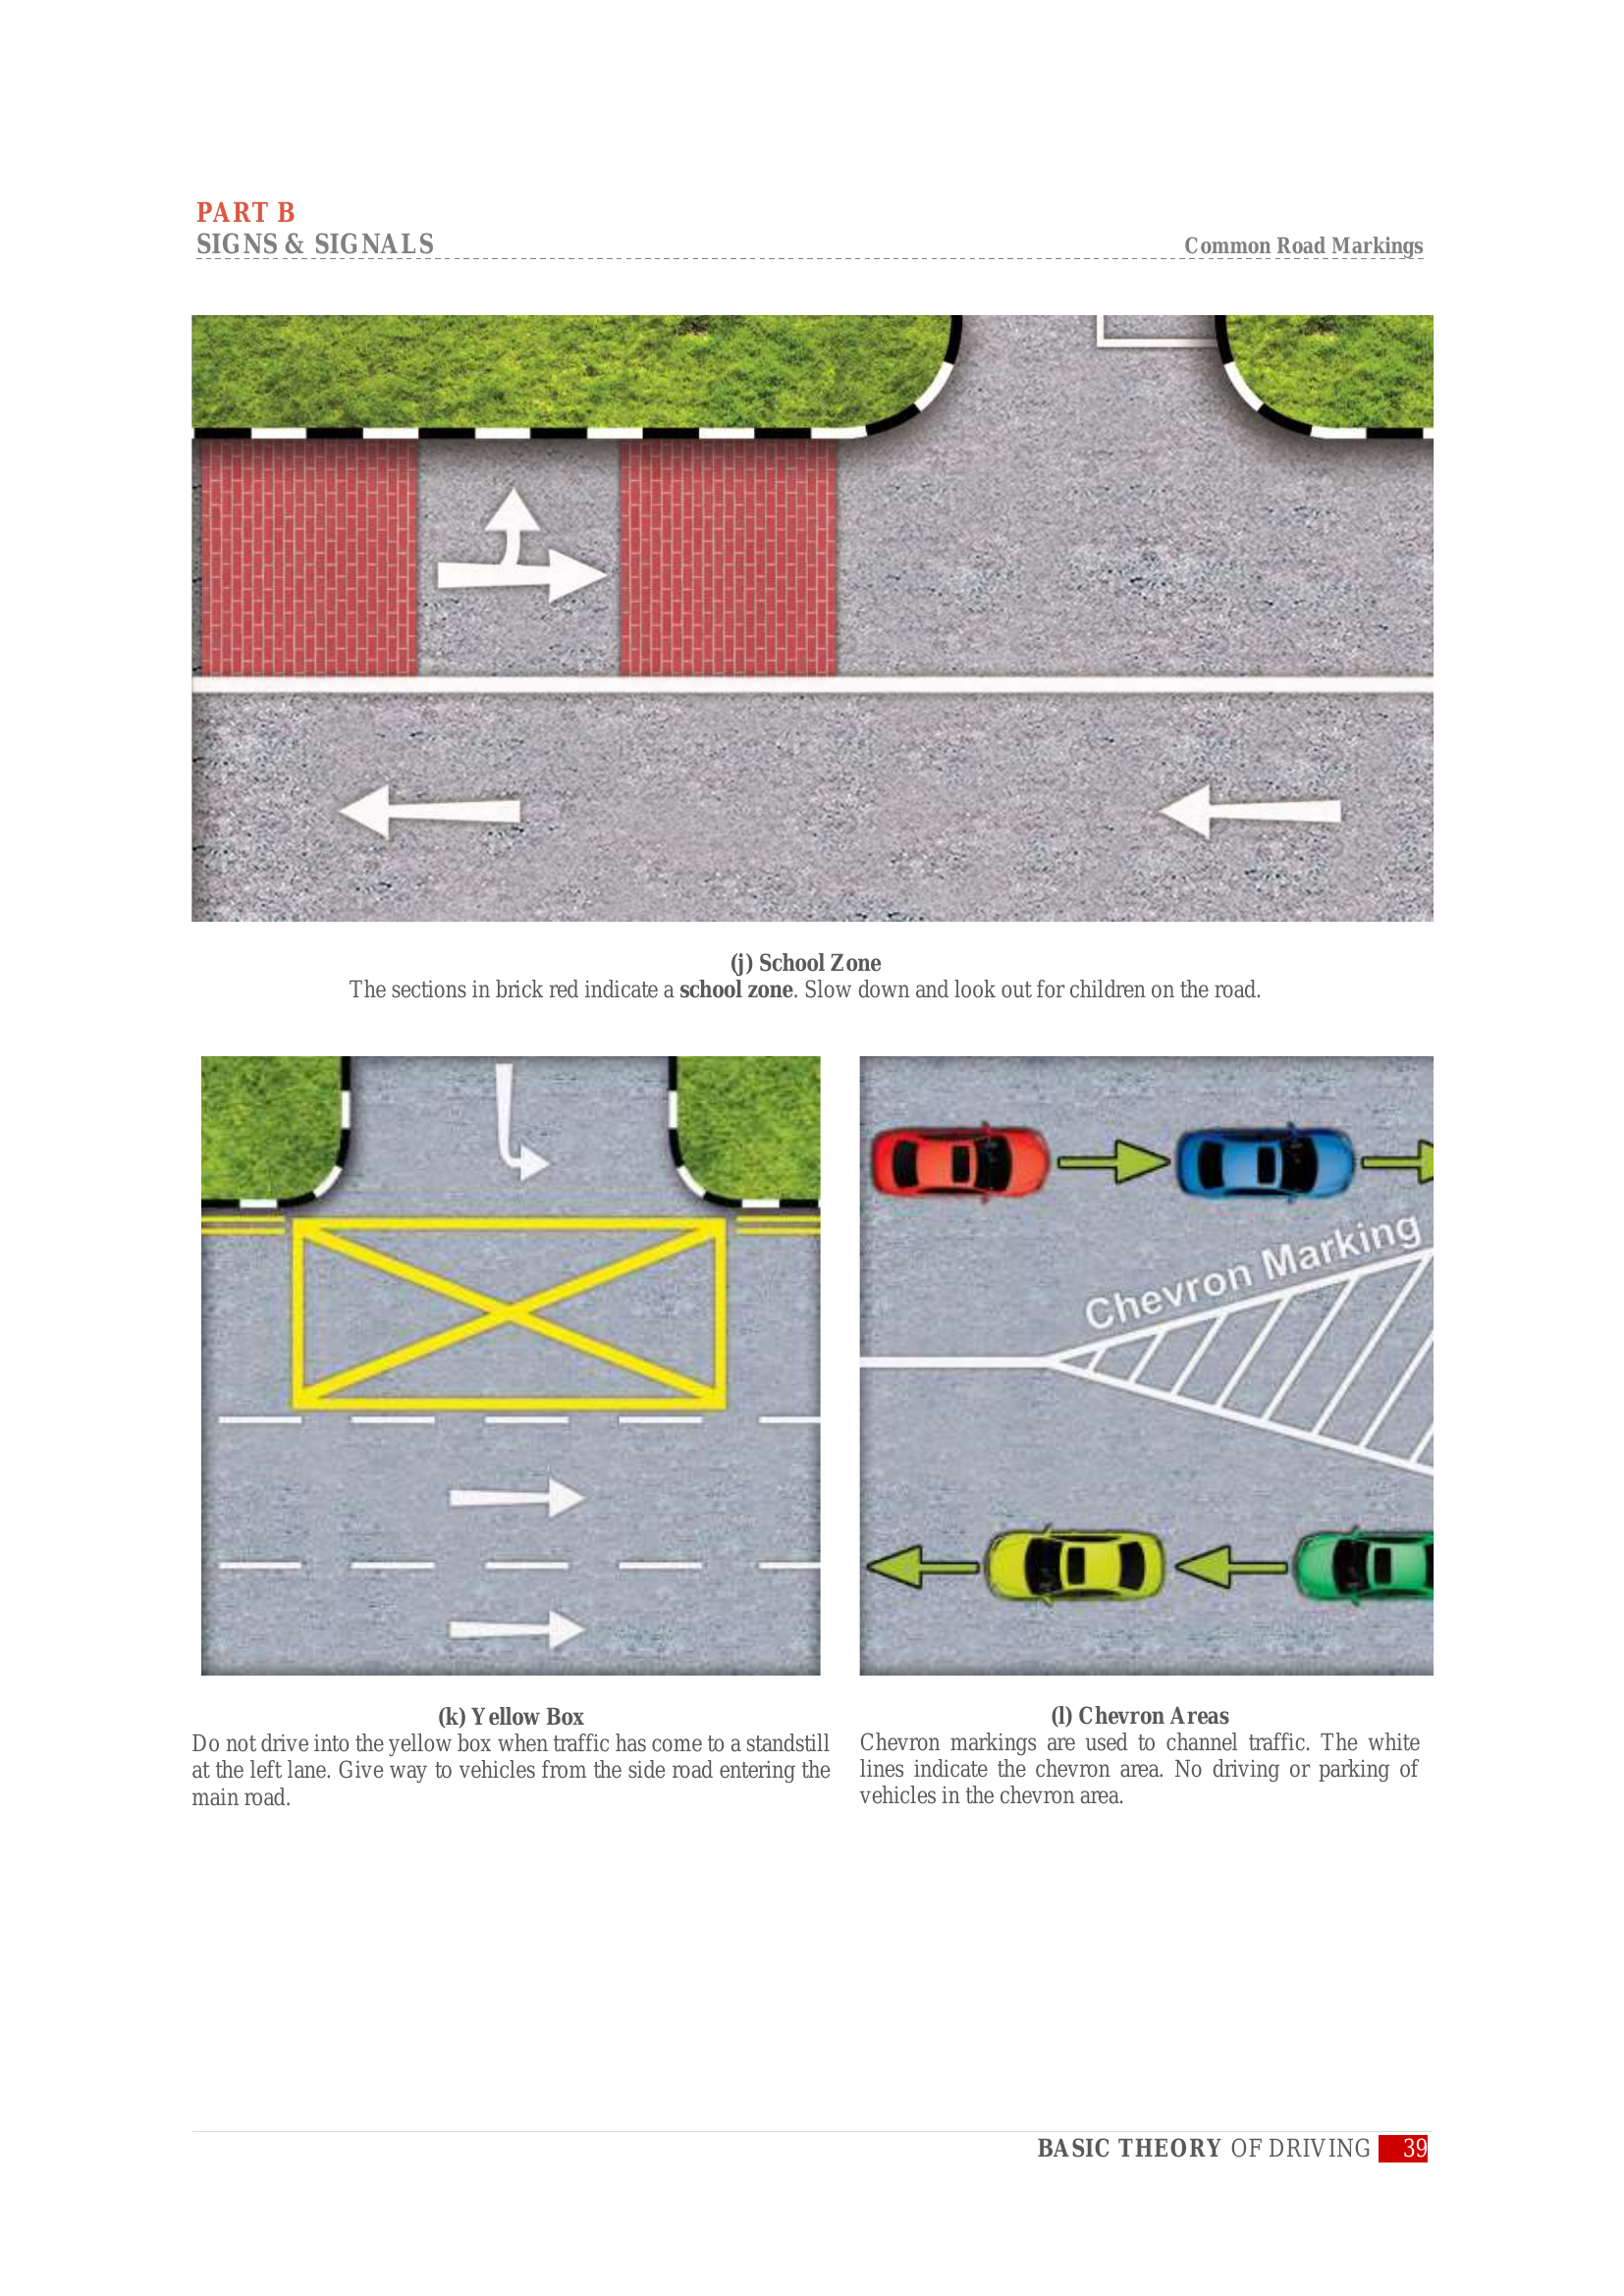 PART B
SIGNS & SIGNALS
Common Road Markings
(j) School Zone
The sections in brick red indicate a school zone. Slow down and look out for children on the road.
Chevron Marking
(k) Yellow Box
Do not drive into the yellow box when traffic has come to a standstill
at the left lane. Give way to vehicles from the side road entering the
main road.
(l) Chevron Areas
Chevron markings are used to channel traffic. The white
lines indicate the chevron area. No driving or parking of
vehicles in the chevron area.
BASIC THEORY OF DRIVING 39